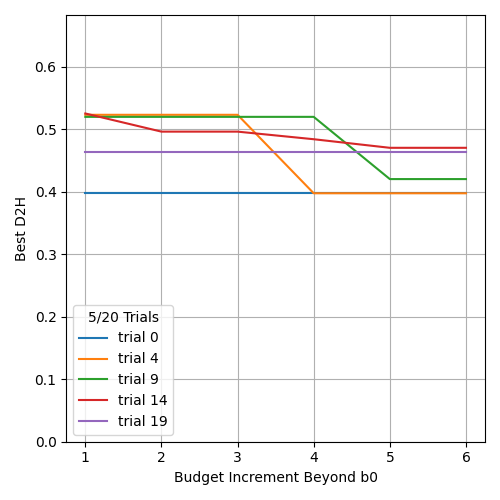 0.6
0.5
0.4
0.3
0.2
0.1
0.0
Best D2H
5/20 Trials
trial 0
trial 4
trial 9
trial 14
trial 19
1 2 3 4 5 6
Budget Increment Beyond b0